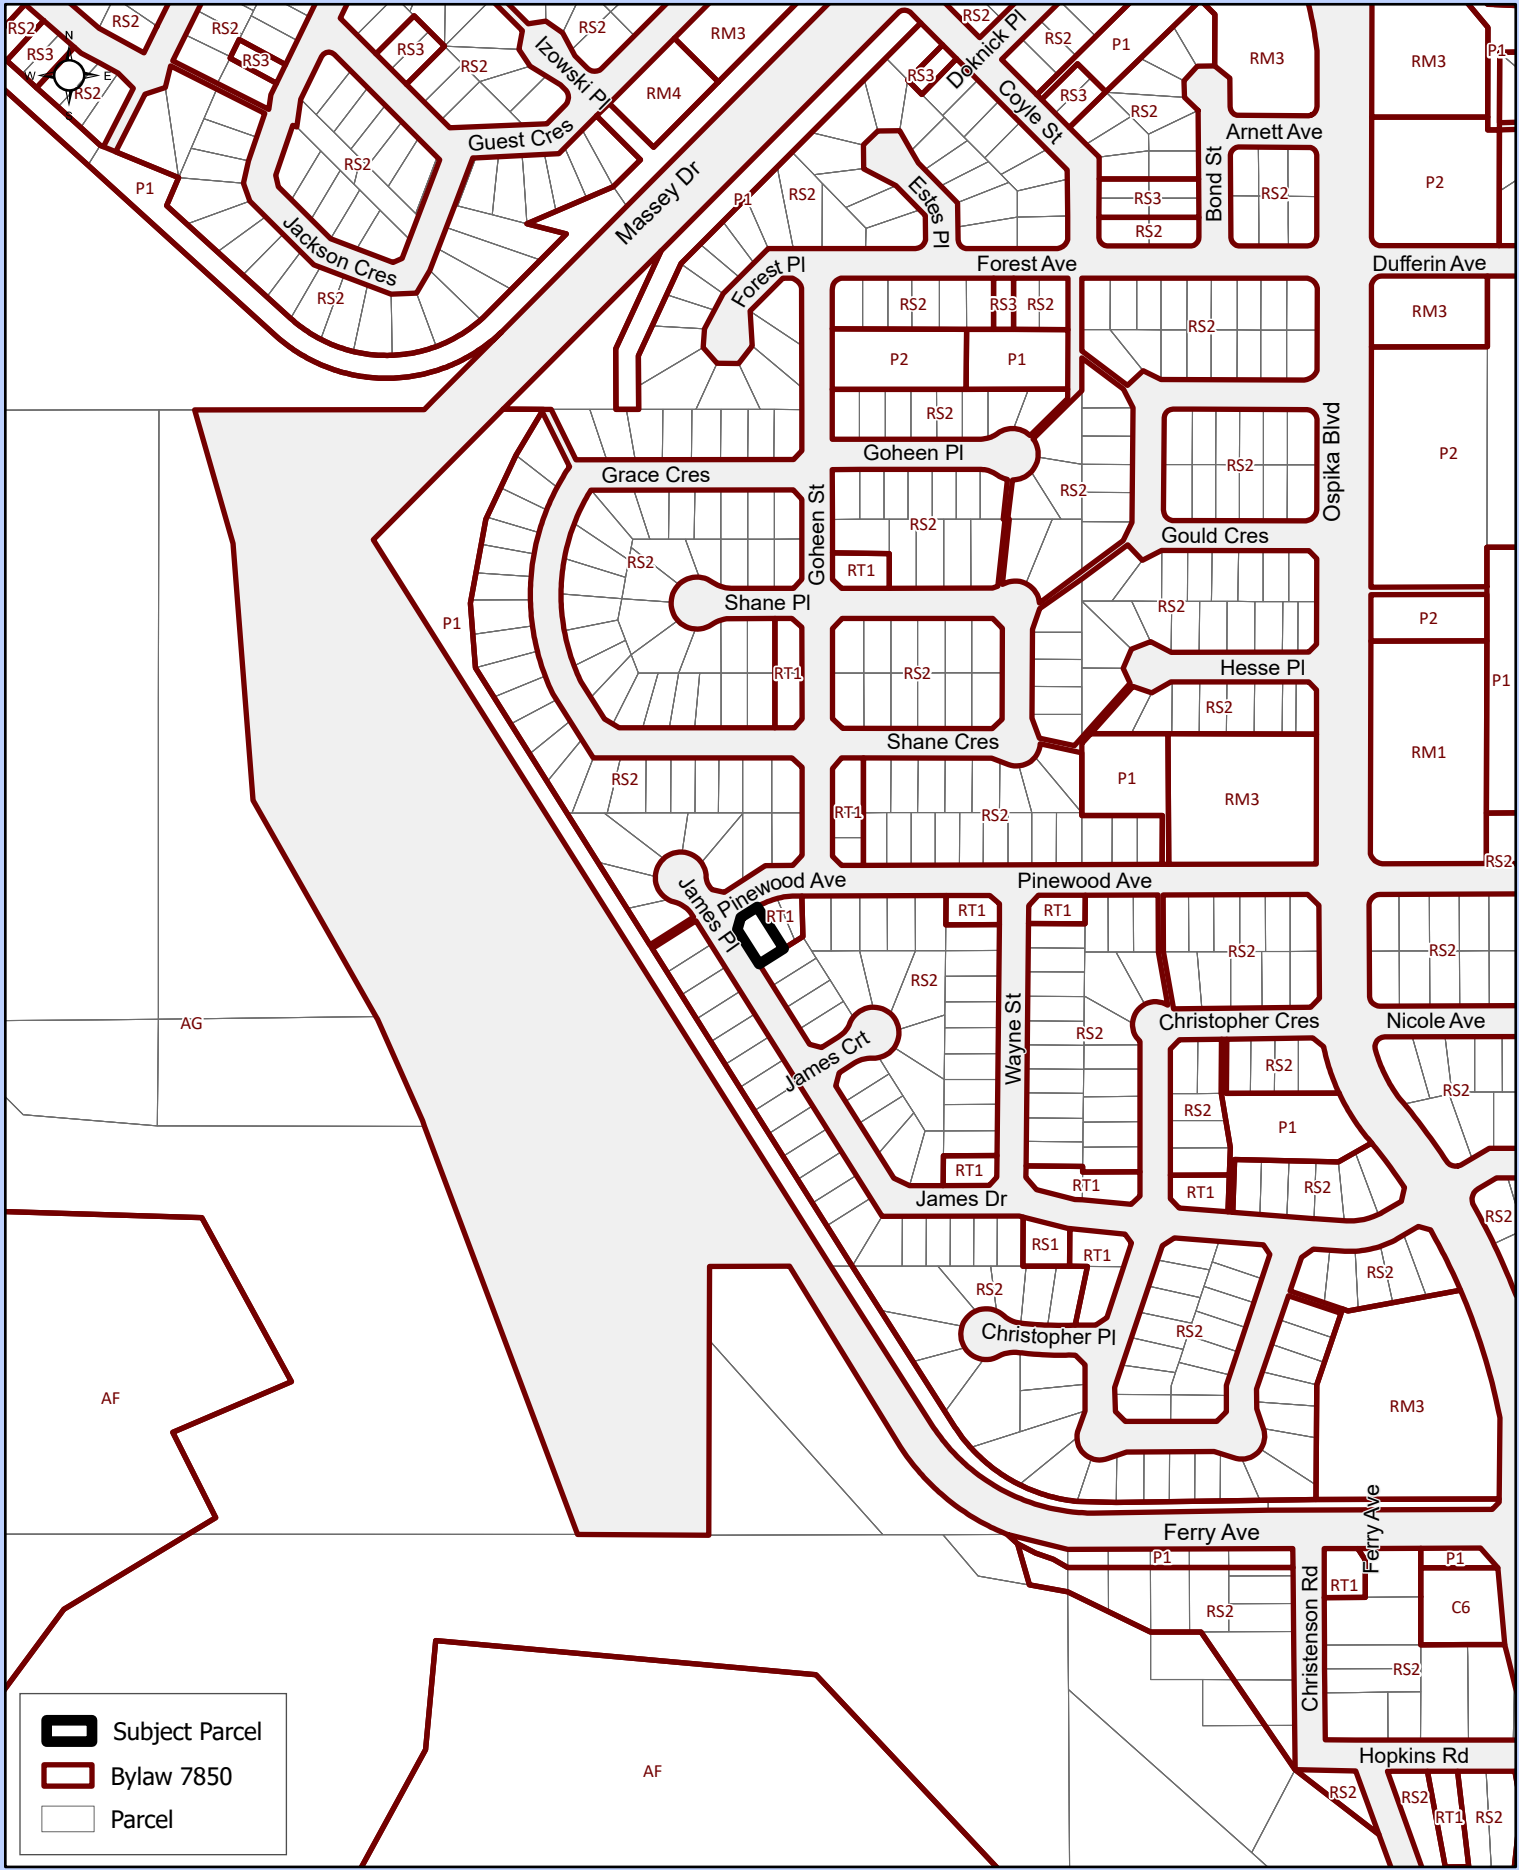 RS2
RS2
RS3
RS2
N
W
E
RS2
RS3
RS3
RS2
RS2
Izowski Pl
RM3
RM4
RS2
Doknick Pl
RS2
P1
RM3
RM3
P1
RS3
Coyle St
RS3
RS2
Guest Cres
RS2
P1
Jackson Cres
RS2
Massey Dr
P1
RS2
Estes Pl
Arnett Ave
Bond St
RS3
RS2
RS2
P2
Forest Pl
Forest Ave
Dufferin Ave
RS2
RS3
RS2
RS2
RM3
P2
P1
RS2
Goheen Pl
RS2
Ospika Blvd
P2
Grace Cres
RS2
Goheen St
RS2
RS2
Gould Cres
RT1
Shane Pl
P1
RS2
P2
RT1
RS2
Hesse Pl
RS2
P1
Shane Cres
RS2
P1
RM3
RM1
RT1
RS2
RS2
James Pl
Pinewood Ave
Pinewood Ave
RT1
RT1
RT1
RS2
RS2
RS2
AG
Wayne St
RS2
Christopher Cres
Nicole Ave
James Crt
RS2
RS2
RS2
P1
RT1
RT1
RT1
RS2
James Dr
RS2
RS1
RT1
RS2
RS2
Christopher Pl
RS2
AF
RM3
Ferry Ave
Ferry Ave
P1
RT1
P1
RS2
C6
Christenson Rd
RS2
Hopkins Rd
AF
RS2
RS2
RT1
RS2
Subject Parcel
Bylaw 7850
Parcel